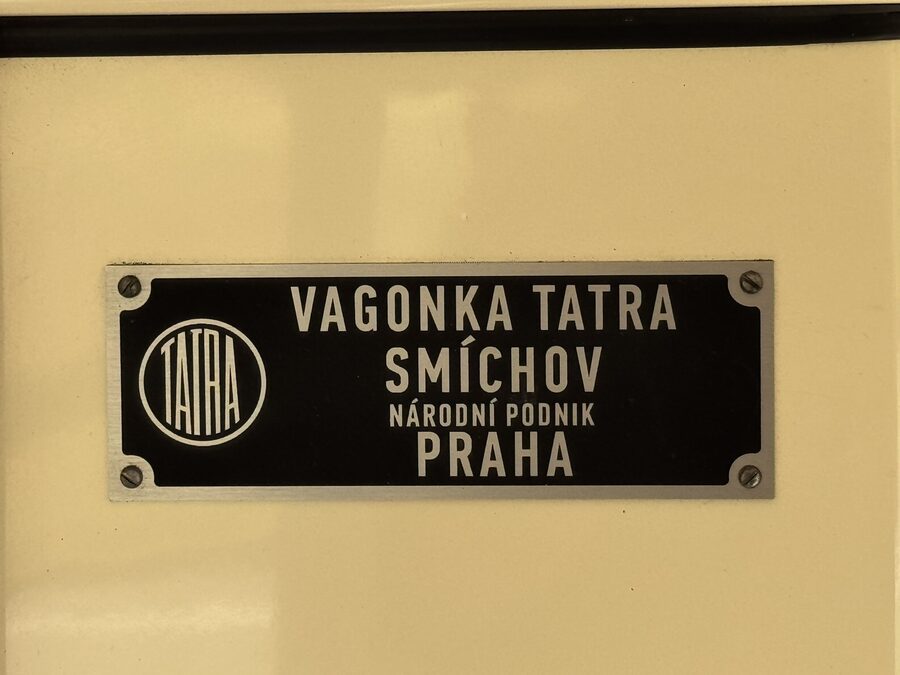 TATRA
VAGONKA TATRA
SMÍCHOV
NÁRODNÍ PODNIK
PRAHA